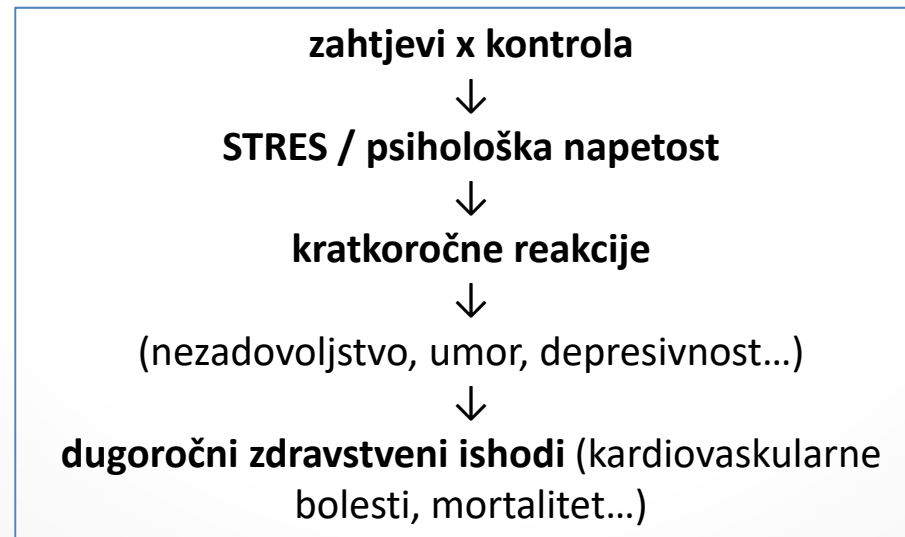 zahtjevi x kontrola
↓
STRES / psihološka napetost
↓
kratkoročne reakcije
↓
(nezadovoljstvo, umor, depresivnost…)
↓
dugoročni zdravstveni ishodi (kardiovaskularne
bolesti, mortalitet…)